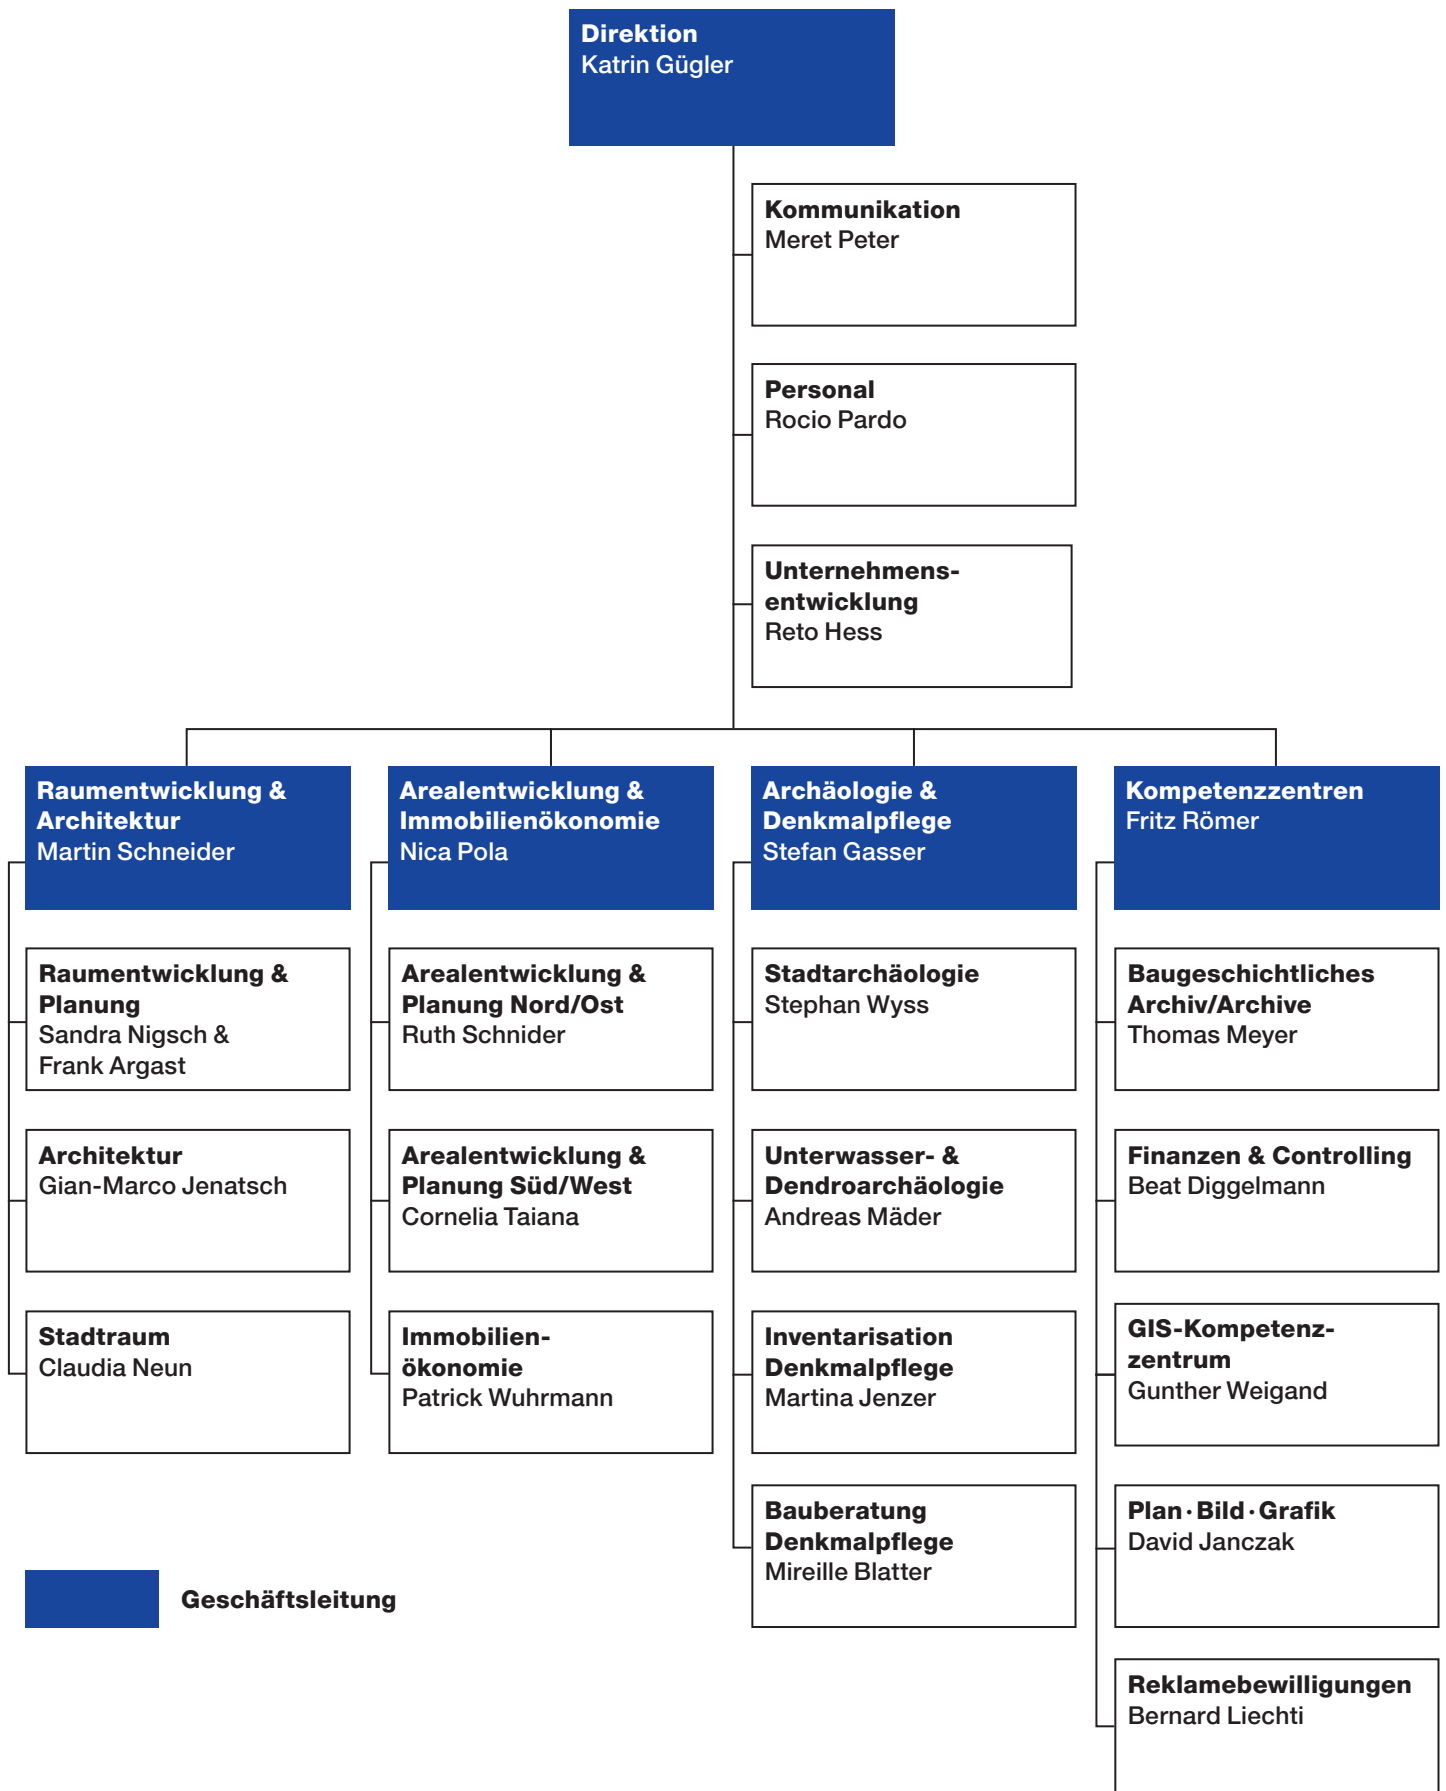 Direktion
Katrin Gügler
Kommunikation
Meret Peter
Personal
Rocio Pardo
Unternehmens-
entwicklung
Reto Hess
Raumentwicklung &
Architektur
Martin Schneider
Raumentwicklung &
Planung
Sandra Nigsch &
Frank Argast
Architektur
Gian-Marco Jenatsch
Stadtraum
Claudia Neun
Arealentwicklung &
Immobilienökonomie
Nica Pola
Arealentwicklung &
Planung Nord/Ost
Ruth Schnider
Arealentwicklung &
Planung Süd/West
Cornelia Taiana
Immobilien-
ökonomie
Patrick Wuhrmann
Archäologie &
Denkmalpflege
Stefan Gasser
Stadtarchäologie
Stephan Wyss
Unterwasser- &
Dendroarchäologie
Andreas Mäder
Inventarisation
Denkmalpflege
Martina Jenzer
Bauberatung
Denkmalpflege
Mireille Blatter
Kompetenzzentren
Fritz Römer
Baugeschichtliches
Archiv/Archive
Thomas Meyer
Finanzen & Controlling
Beat Diggelmann
GIS-Kompetenz-
zentrum
Gunther Weigand
Plan · Bild · Grafik
David Janczak
Reklamebewilligungen
Bernard Liechti
Geschäftsleitung